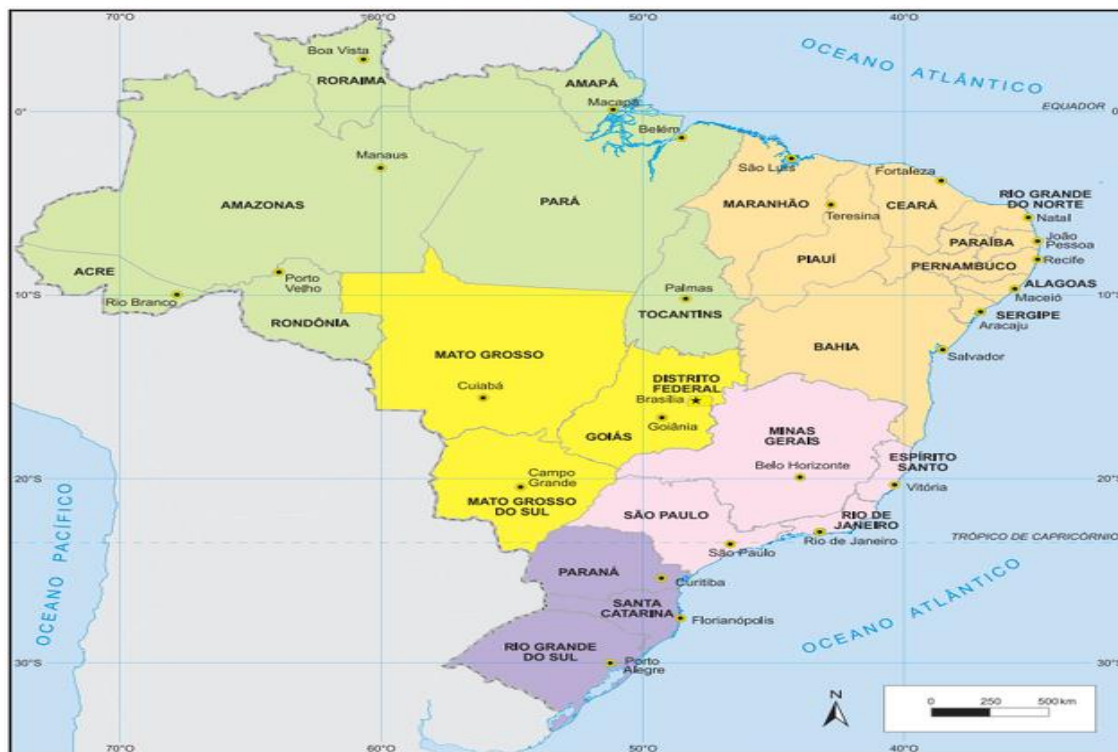 70°O
60°O
50°O
40°O
OCEANO ATLÂNTICO
Boa Vista
RORAIMA
AMAPÁ
Macapá
0°
EQUADOR
0°
Belém
São Luís
Manaus
Fortaleza
RIO GRANDE
DO NORTE
AMAZONAS
PARÁ
MARANHÃO
CEARÁ
Teresina
Natal
João
Pessoa
PARAÍBA
PIAUÍ
PERNAMBUCO
Recife
ACRE
Porto
Velho
Rio Branco
10°S
Palmas
ALAGOAS
10°S
Maceió
RONDÔNIA
TOCANTINS
SERGIPE
Aracaju
MATO GROSSO
BAHIA
Salvador
Cuiabá
DISTRITO
FEDERAL
Brasília
Goiânia
GOIÁS
MINAS
GERAIS
ESPÍRITO
SANTO
Campo
Grande
Belo Horizonte
20°S
20°S
Vitória
MATO GROSSO
DO SUL
SÃO PAULO
RIO DE
JANEIRO
São Paulo
Rio de Janeiro
TRÓPICO DE CAPRICÓRNIO
OCEANO PACÍFICO
PARANÁ
Curitiba
SANTA
CATARINA
Florianópolis
OCEANO ATLÂNTICO
RIO GRANDE
DO SUL
Porto
Alegre
30°S
30°S
N
0
250
500 km
70°O
60°O
50°O
40°O